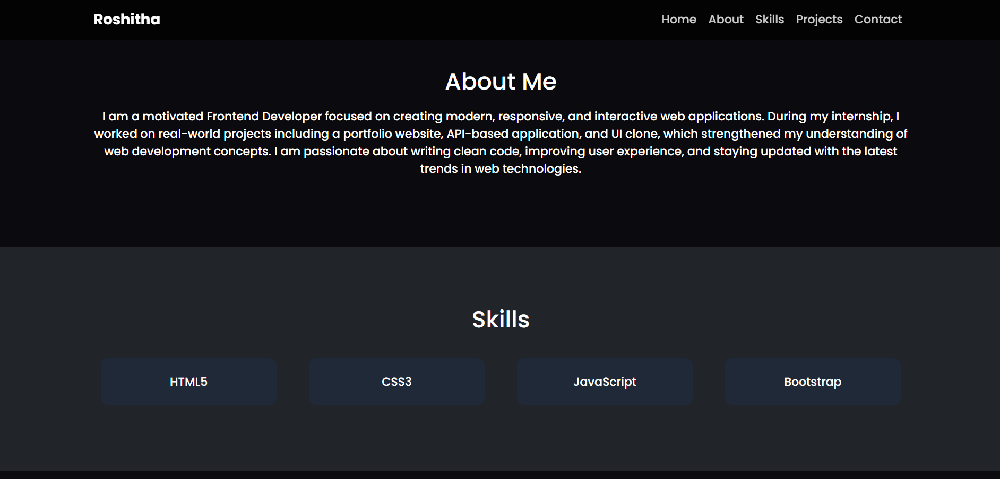 Roshitha
Home About Skills Projects Contact
About Me
I am a motivated Frontend Developer focused on creating modern, responsive, and interactive web applications. During my internship, I
worked on real-world projects including a portfolio website, API-based application, and UI clone, which strengthened my understanding of
web development concepts. I am passionate about writing clean code, improving user experience, and staying updated with the latest
trends in web technologies.
Skills
HTML5
CSS3
JavaScript
Bootstrap